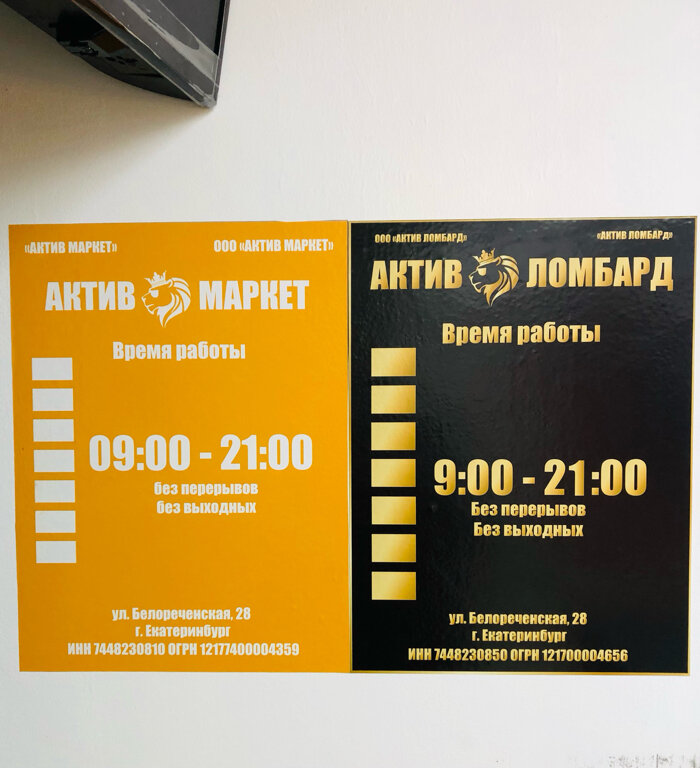 «АКТИВ МАРКЕТ» ООО «АКТИВ МАРКЕТ»
АКТИВ МАРКЕТ
Время работы
09:00 - 21:00
без перерывов
без выходных
ул. Белореченская, 28
г. Екатеринбург
ИНН 7448230810 ОГРН 12177400004359
ООО «АКТИВ ЛОМБАРД» «АКТИВ ЛОМБАРД»
АКТИВ ЛОМБАРД
Время работы
9:00 - 21:00
Без перерывов
Без выходных
ул. Белореченская, 28
г. Екатеринбург
ИНН 7448230850 ОГРН 121700004656